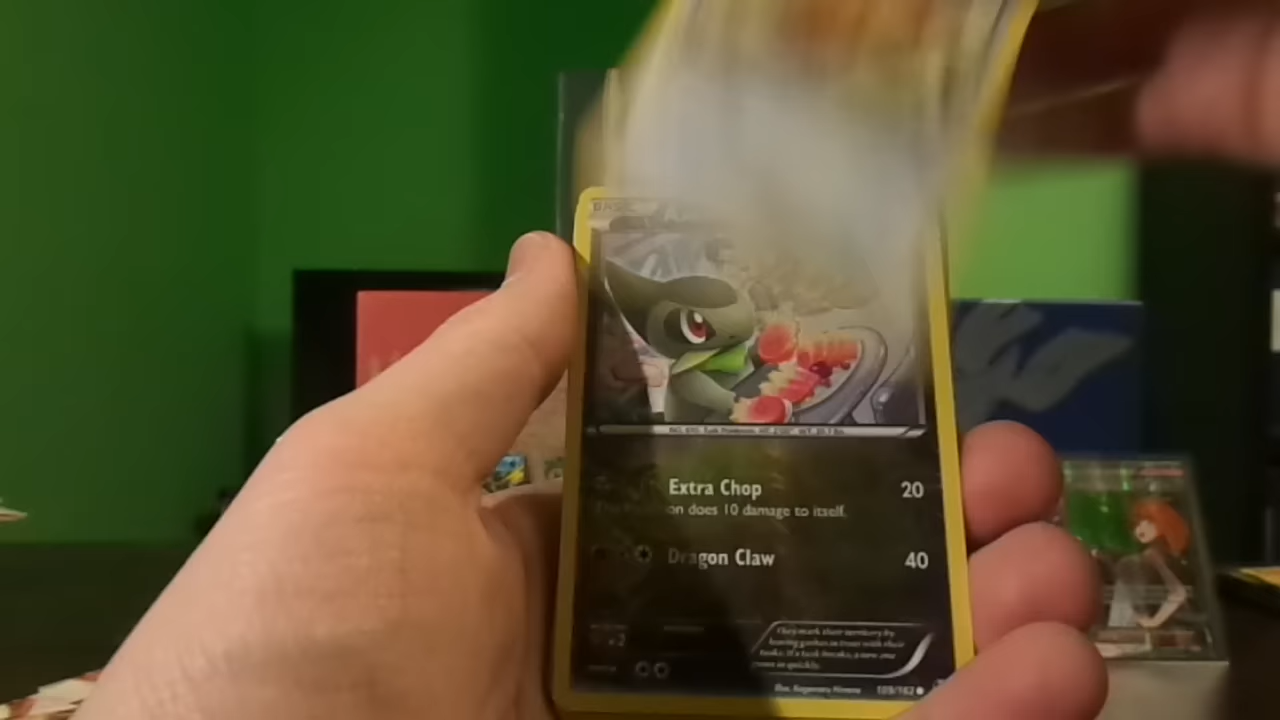 BASIC
Extra Chop 20
on does 10 damage to itself.
Dragon Claw 40
×2
They mark their territory by
leaving gashes in trees with their
tusks. If a tusk breaks, a new one
grows in quickly.
Illus. Kagemaru Himeno 109/162